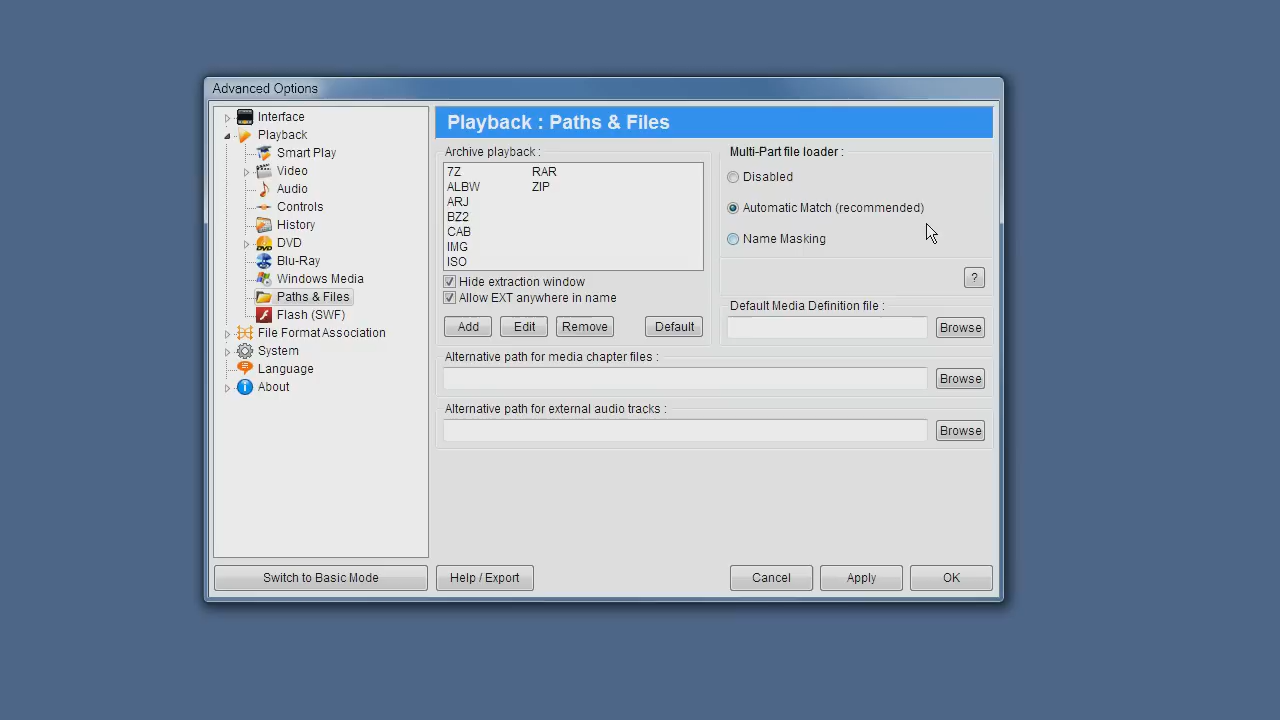 Advanced Options
Interface
Playback
Smart Play
Video
Audio
Controls
History
DVD
Blu-Ray
Windows Media
Paths & Files
Flash (SWF)
File Format Association
System
Language
About
Switch to Basic Mode
Playback : Paths & Files
Archive playback :
7Z RAR
ALBW ZIP
ARJ
BZ2
CAB
IMG
ISO
Hide extraction window
Allow EXT anywhere in name
Add Edit Remove Default
Multi-Part file loader :
Disabled
Automatic Match (recommended)
Name Masking
?
Default Media Definition file :
Browse
Alternative path for media chapter files :
Browse
Alternative path for external audio tracks :
Browse
Help / Export Cancel Apply OK